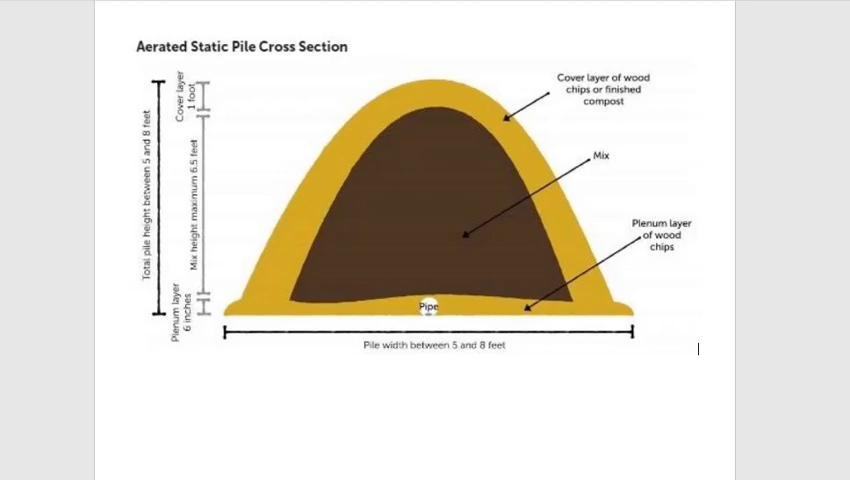 Aerated Static Pile Cross Section
Cover layer
1 foot
Total pile height between 5 and 8 feet
Mix height maximum 6.5 feet
Plenum layer
6 inches
Cover layer of wood
chips or finished
compost
Mix
Plenum layer
of wood
chips
Pipe
Pile width between 5 and 8 feet